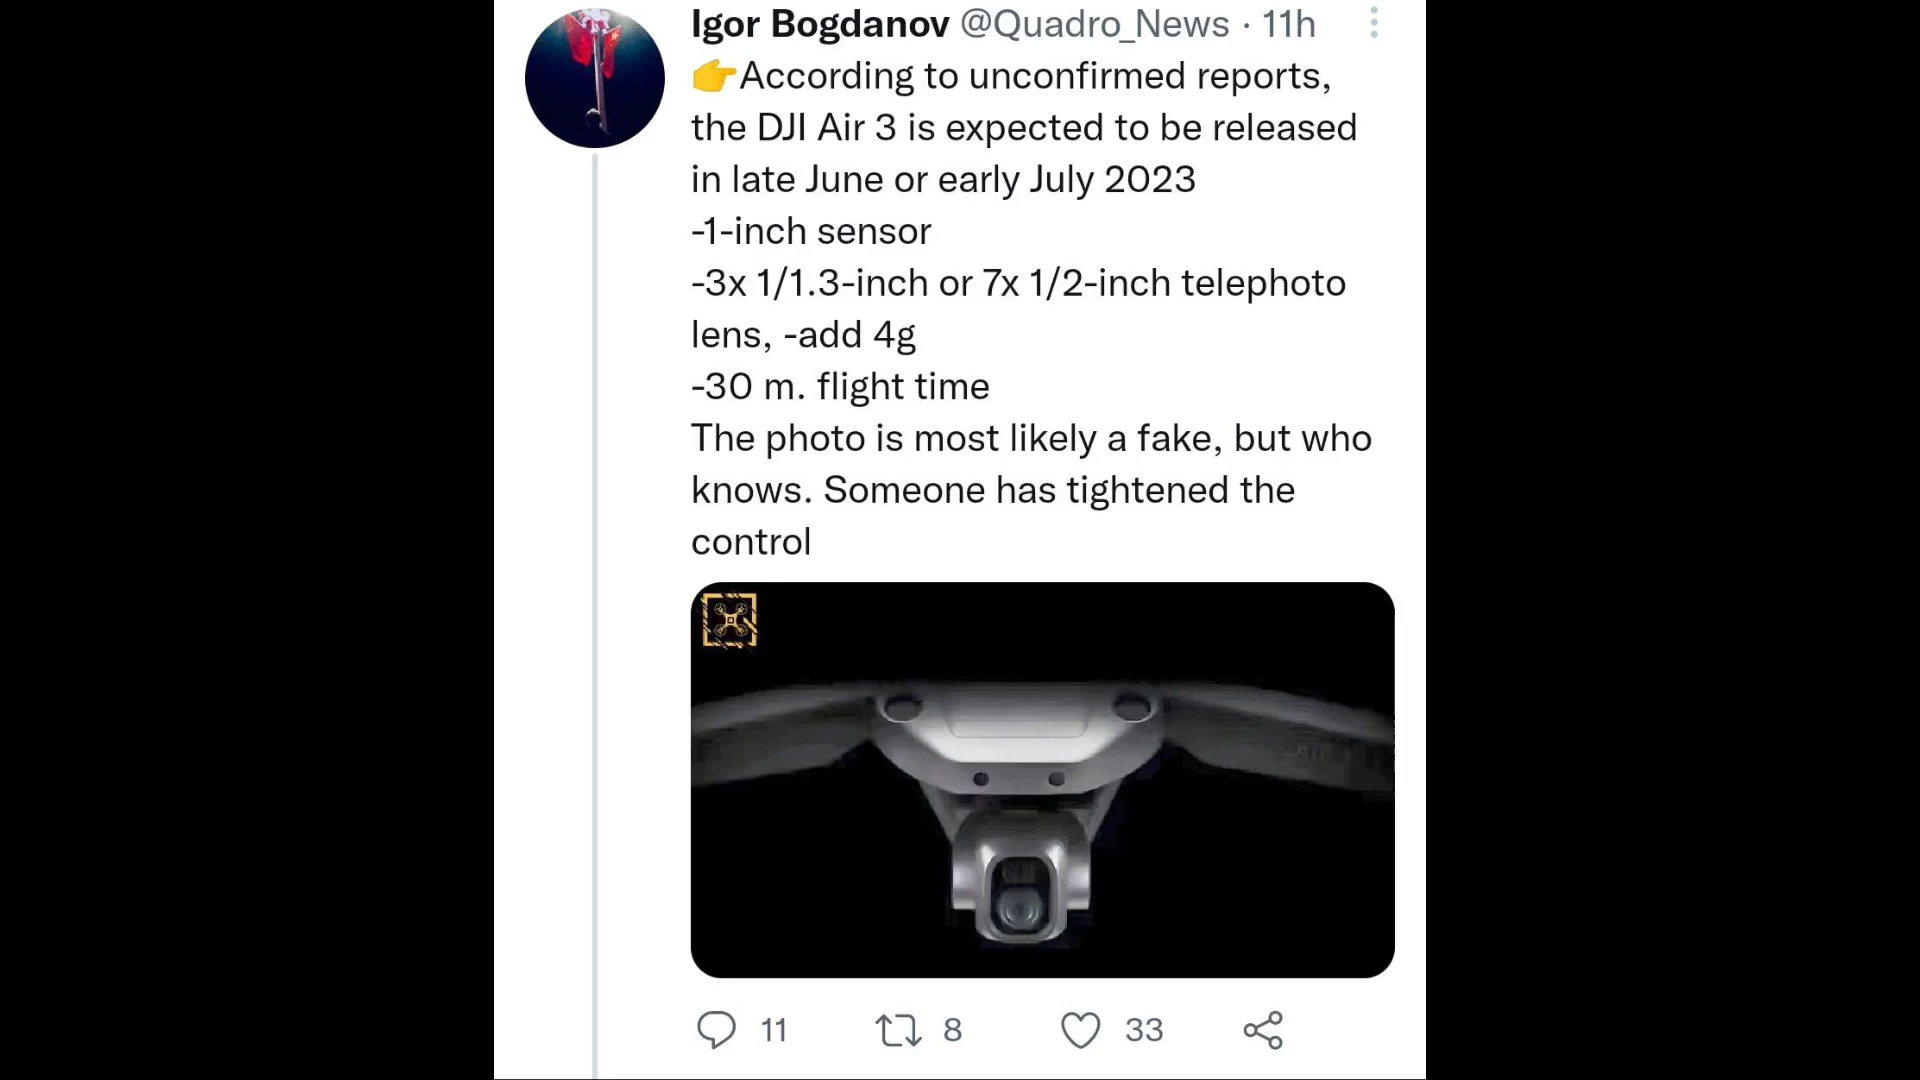 Igor Bogdanov @Quadro_News · 11h
👉According to unconfirmed reports,
the DJI Air 3 is expected to be released
in late June or early July 2023
-1-inch sensor
-3x 1/1.3-inch or 7x 1/2-inch telephoto
lens, -add 4g
-30 m. flight time
The photo is most likely a fake, but who
knows. Someone has tightened the
control
11 8 33